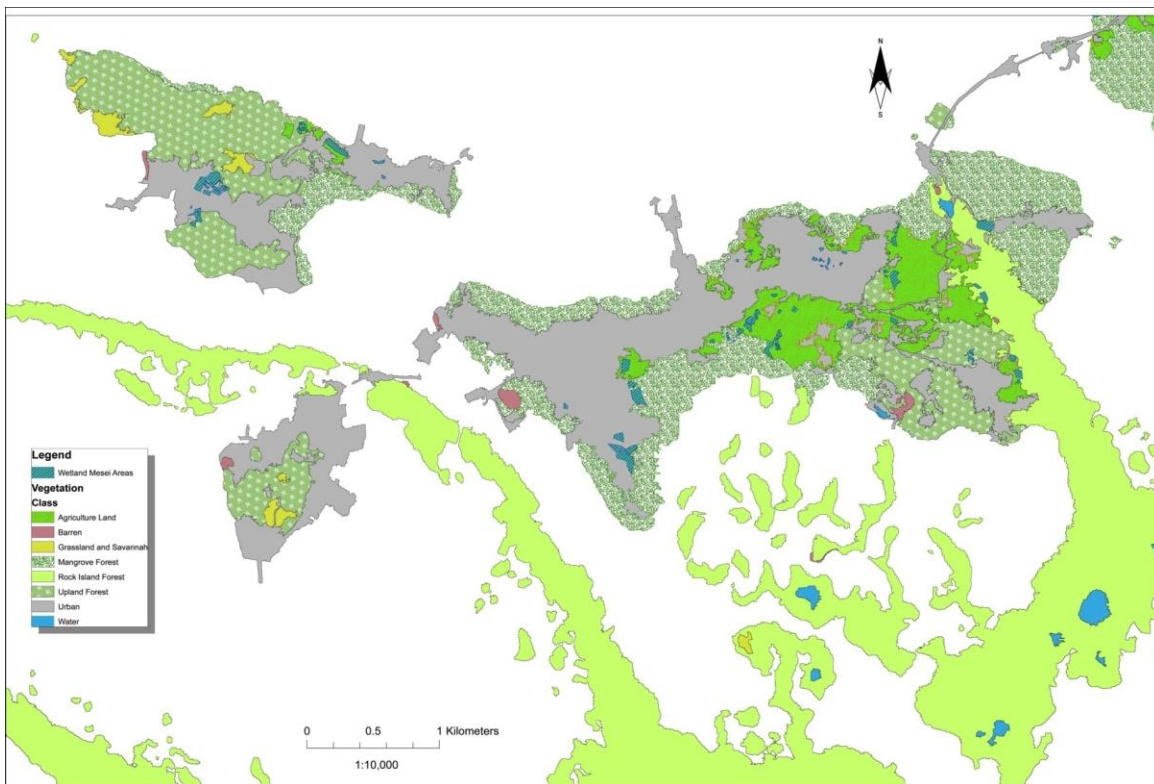 N
S
Legend
Wetland Mesei Areas
Vegetation
Class
Agriculture Land
Barren
Grassland and Savannah
Mangrove Forest
Rock Island Forest
Upland Forest
Urban
Water
0 0.5 1 Kilometers
1:10,000